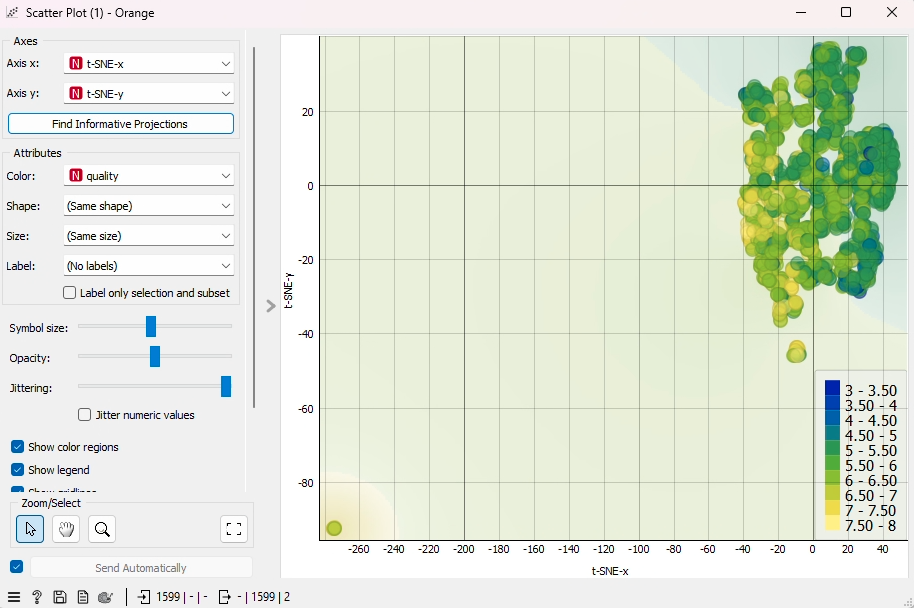 Scatter Plot (1) - Orange
Axes
Axis x: N t-SNE-x
Axis y: N t-SNE-y
Find Informative Projections
Attributes
Color: N quality
Shape: (Same shape)
Size: (Same size)
Label: (No labels)
Label only selection and subset
Symbol size:
Opacity:
Jittering:
Jitter numeric values
Show color regions
Show legend
Show gridlines
Zoom/Select
Send Automatically
1599 | - | - - | 1599 | 2
t-SNE-y
20
0
-20
-40
-60
-80
-260 -240 -220 -200 -180 -160 -140 -120 -100 -80 -60 -40 -20 0 20 40
t-SNE-x
3 - 3.50
3.50 - 4
4 - 4.50
4.50 - 5
5 - 5.50
5.50 - 6
6 - 6.50
6.50 - 7
7 - 7.50
7.50 - 8